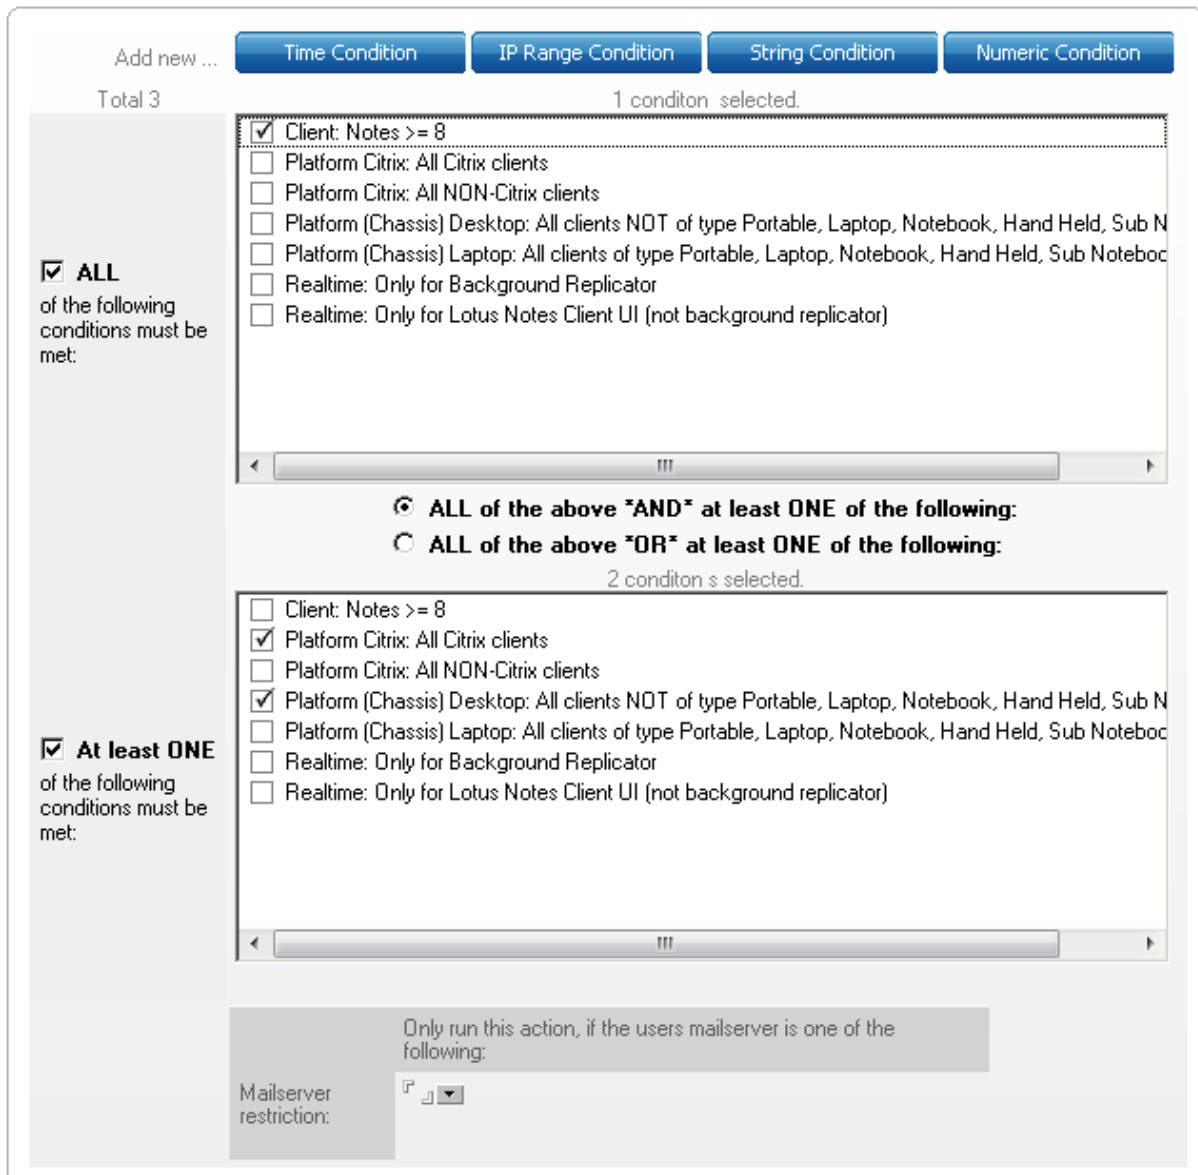 Add new ... Time Condition IP Range Condition String Condition Numeric Condition
Total 3 1 conditon selected.
Client: Notes >= 8
Platform Citrix: All Citrix clients
Platform Citrix: All NON-Citrix clients
Platform (Chassis) Desktop: All clients NOT of type Portable, Laptop, Notebook, Hand Held, Sub N
Platform (Chassis) Laptop: All clients of type Portable, Laptop, Notebook, Hand Held, Sub Noteboo
Realtime: Only for Background Replicator
Realtime: Only for Lotus Notes Client UI (not background replicator)
ALL
of the following
conditions must be
met:
ALL of the above *AND* at least ONE of the following:
ALL of the above *OR* at least ONE of the following:
2 conditon s selected.
Client: Notes >= 8
Platform Citrix: All Citrix clients
Platform Citrix: All NON-Citrix clients
Platform (Chassis) Desktop: All clients NOT of type Portable, Laptop, Notebook, Hand Held, Sub N
Platform (Chassis) Laptop: All clients of type Portable, Laptop, Notebook, Hand Held, Sub Noteboo
Realtime: Only for Background Replicator
Realtime: Only for Lotus Notes Client UI (not background replicator)
At least ONE
of the following
conditions must be
met:
Only run this action, if the users mailserver is one of the
following:
Mailserver
restriction: